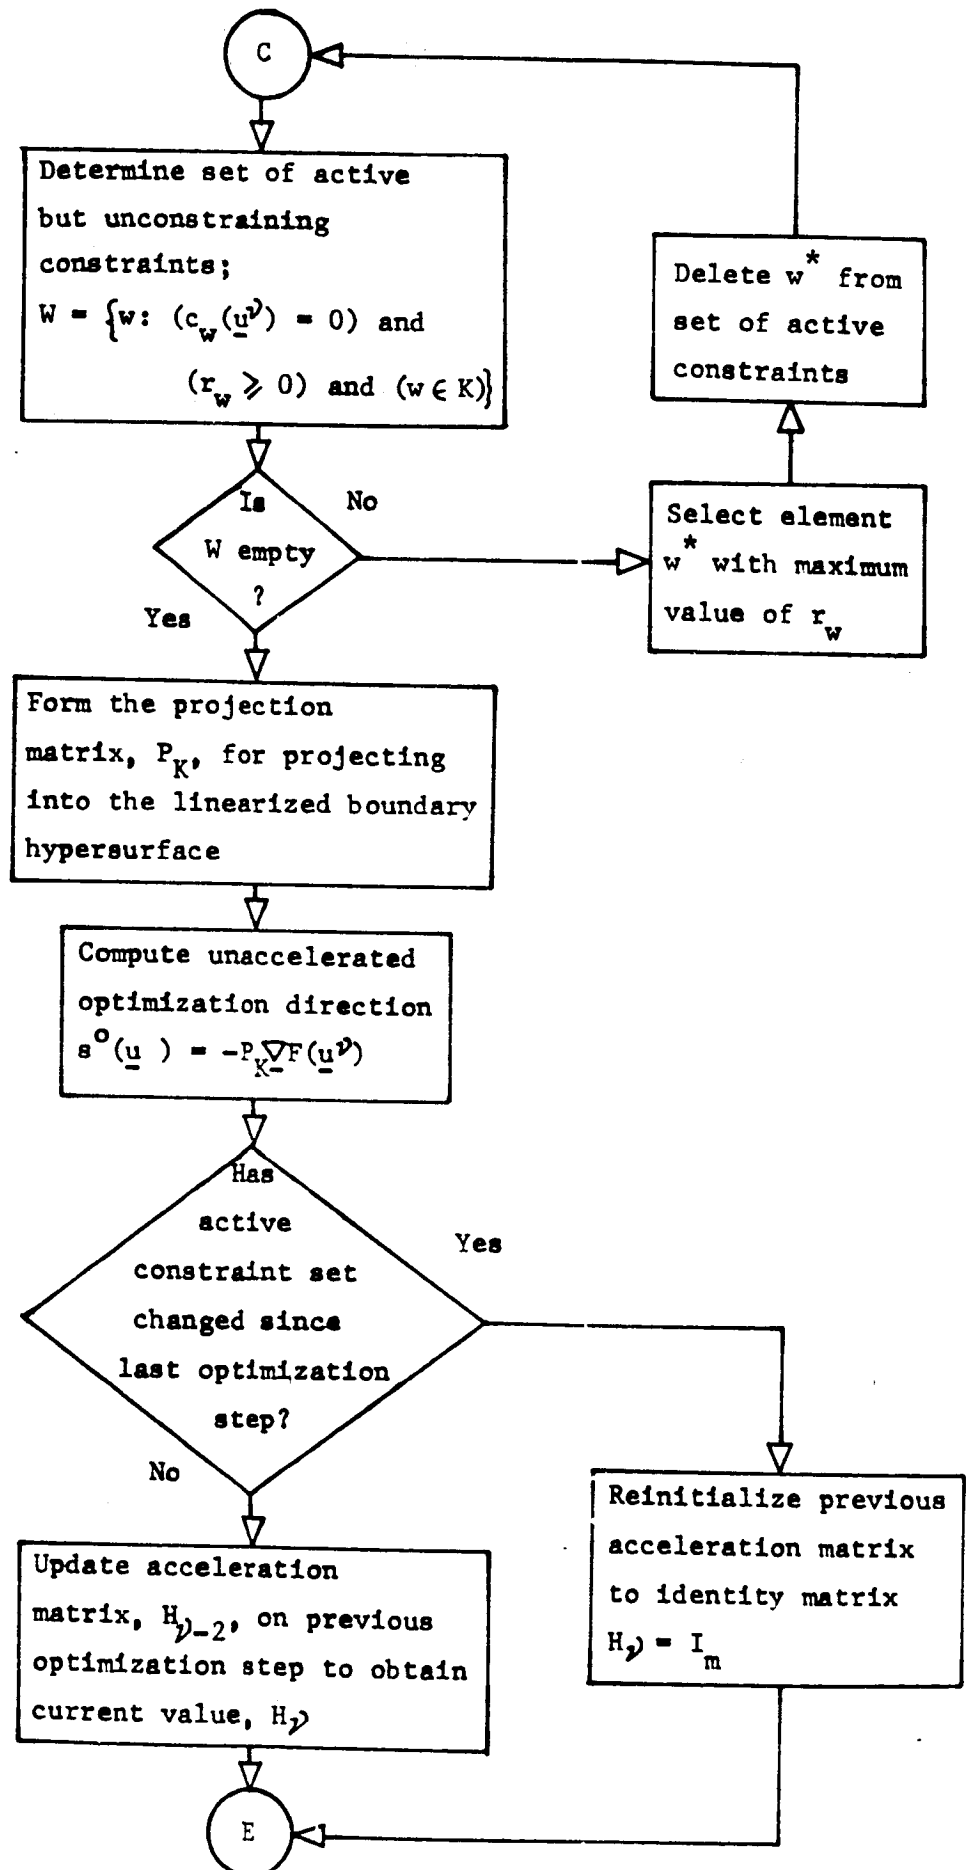 C
Determine set of active
but unconstraining
constraints;
W = {w: (c_w(u^ν) = 0) and
(r_w ⩾ 0) and (w ∈ K)}
Delete w* from
set of active
constraints
Select element
w* with maximum
value of r_w
Is
W empty
?
No
Yes
Form the projection
matrix, P_K, for projecting
into the linearized boundary
hypersurface
Compute unaccelerated
optimization direction
s^o(u ) = -P_K ∇F(u^ν)
Has
active
constraint set
changed since
last optimization
step?
Yes
No
Reinitialize previous
acceleration matrix
to identity matrix
H_ν = I_m
Update acceleration
matrix, H_ν-2, on previous
optimization step to obtain
current value, H_ν
E